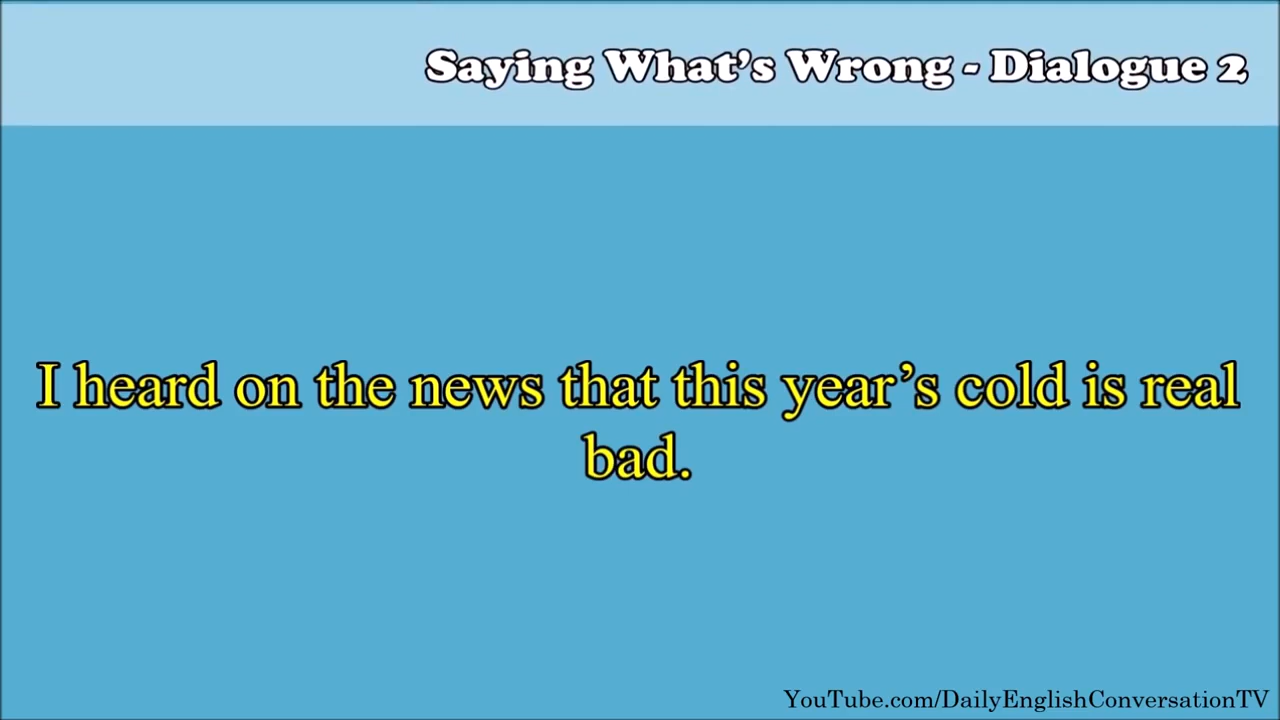 Saying What’s Wrong - Dialogue 2
I heard on the news that this year’s cold is real
bad.
YouTube.com/DailyEnglishConversationTV